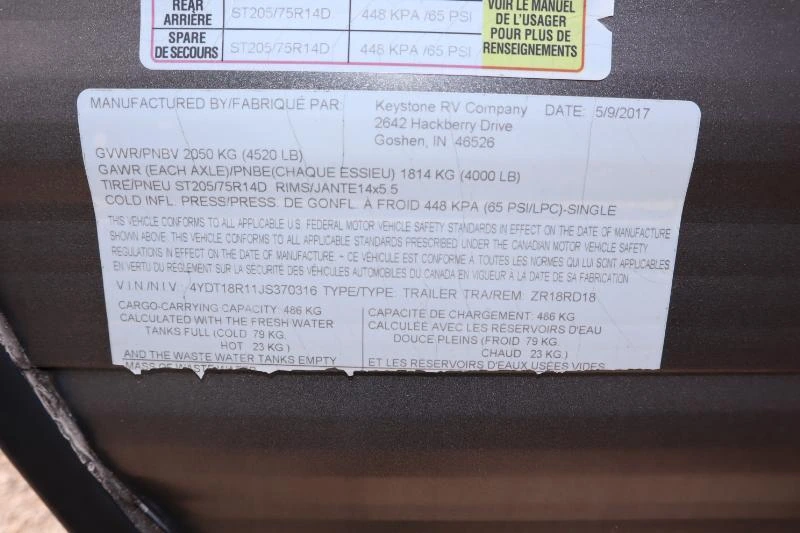 REAR
ARRIÈRE
ST205/75R14D
448 KPA /65 PSI
SPARE
DE SECOURS
ST205/75R14D
448 KPA /65 PSI
VOIR LE MANUEL
DE L'USAGER
POUR PLUS DE
RENSEIGNEMENTS
MANUFACTURED BY/FABRIQUÉ PAR: Keystone RV Company DATE: 5/9/2017
2642 Hackberry Drive
Goshen, IN 46526
GVWR/PNBV 2050 KG (4520 LB)
GAWR (EACH AXLE)/PNBE(CHAQUE ESSIEU) 1814 KG (4000 LB)
TIRE/PNEU ST205/75R14D RIMS/JANTE14x5.5
COLD INFL. PRESS/PRESS. DE GONFL. À FROID 448 KPA (65 PSI/LPC)-SINGLE
THIS VEHICLE CONFORMS TO ALL APPLICABLE U.S. FEDERAL MOTOR VEHICLE SAFETY STANDARDS IN EFFECT ON THE DATE OF MANUFACTURE
SHOWN ABOVE. THIS VEHICLE CONFORMS TO ALL APPLICABLE STANDARDS PRESCRIBED UNDER THE CANADIAN MOTOR VEHICLE SAFETY
REGULATIONS IN EFFECT ON THE DATE OF MANUFACTURE - CE VÉHICULE EST CONFORME À TOUTES LES NORMES QUI LUI SONT APPLICABLES
EN VERTU DU RÈGLEMENT SUR LA SÉCURITÉ DES VÉHICULES AUTOMOBILES DU CANADA EN VIGUEUR À LA DATE DE SA FABRICATION
V I N /N I V 4YDT18R11JS370316 TYPE/TYPE: TRAILER TRA/REM: ZR18RD18
CARGO-CARRYING CAPACITY: 486 KG
CALCULATED WITH THE FRESH WATER
TANKS FULL (COLD 79 KG.
HOT 23 KG.)
AND THE WASTE WATER TANKS EMPTY
MASS OF WASTE WATER
CAPACITÉ DE CHARGEMENT: 486 KG
CALCULÉE AVEC LES RÉSERVOIRS D'EAU
DOUCE PLEINS (FROID 79 KG.
CHAUD 23 KG.)
ET LES RÉSERVOIRS D'EAUX USÉES VIDES